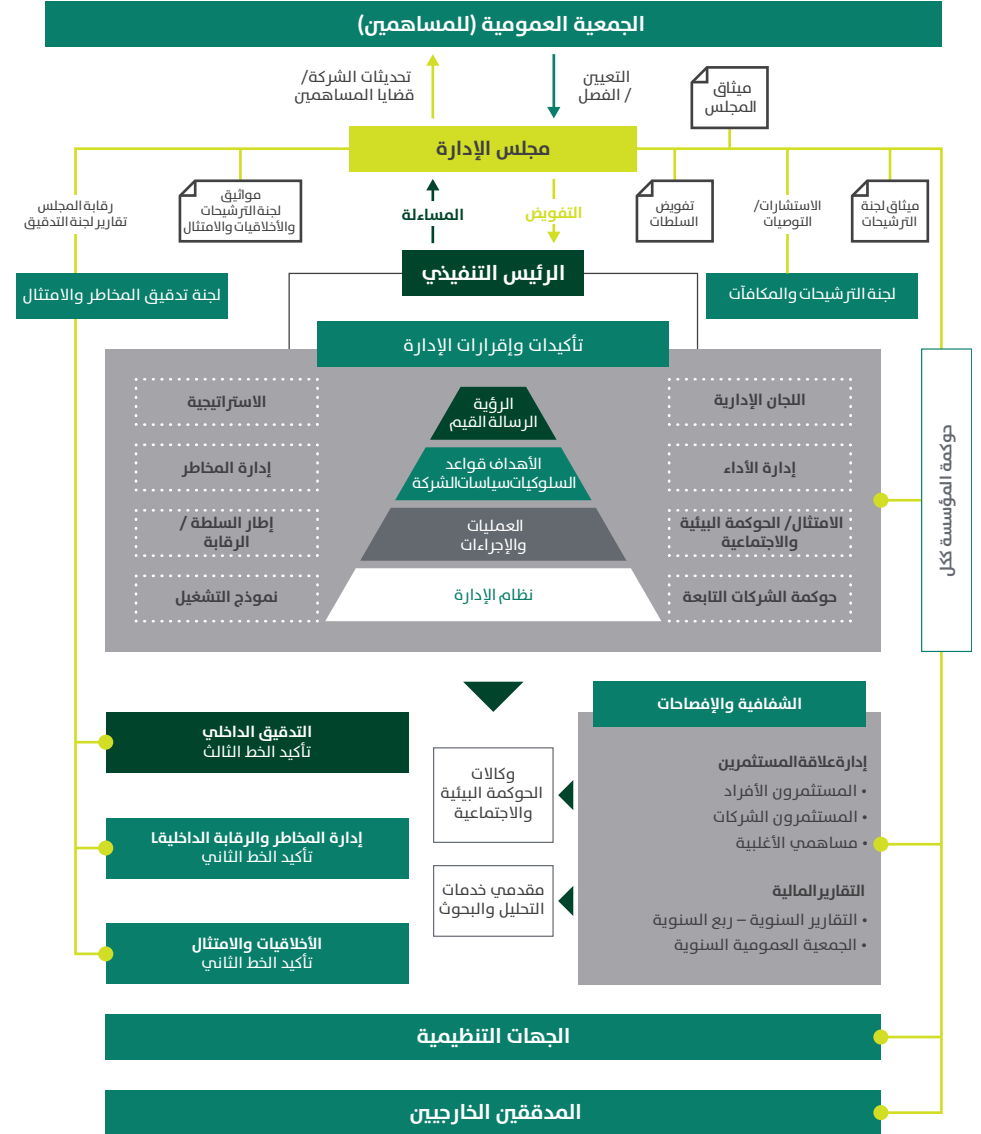 الجمعية العمومية (للمساهمين)
التعيين
/ الفصل
تحديثات الشركة/
قضايا المساهمين
ميثاق
المجلس
مجلس الإدارة
ميثاق لجنة
الترشيحات
الاستشارات/
التوصيات
تفويض
السلطات
التفويض
المساءلة
مواثيق
لجنة الترشيحات
والأخلاقيات والامتثال
رقابة المجلس
تقارير لجنة التدقيق
الرئيس التنفيذي
لجنة الترشيحات والمكافآت
لجنة تدقيق المخاطر والامتثال
تأكيدات وإقرارات الإدارة
حوكمة المؤسسة ككل
اللجان الإدارية
إدارة الأداء
الامتثال/ الحوكمة البيئية
والاجتماعية
حوكمة الشركات التابعة
الرؤية
الرسالة القيم
الأهداف قواعد
السلوكيات سياسات الشركة
العمليات
والإجراءات
نظام الإدارة
الاستراتيجية
إدارة المخاطر
إطار السلطة /
الرقابة
نموذج التشغيل
الشفافية والإفصاحات
إدارة علاقة المستثمرين
• المستثمرون الأفراد
• المستثمرون الشركات
• مساهمي الأغلبية
التقارير المالية
• التقارير السنوية – ربع السنوية
• الجمعية العمومية السنوية
وكالات
الحوكمة البيئية
والاجتماعية
مقدمي خدمات
التحليل والبحوث
التدقيق الداخلي
تأكيد الخط الثالث
إدارة المخاطر والرقابة الداخليةL
تأكيد الخط الثاني
الأخلاقيات والامتثال
تأكيد الخط الثاني
الجهات التنظيمية
المدققين الخارجيين